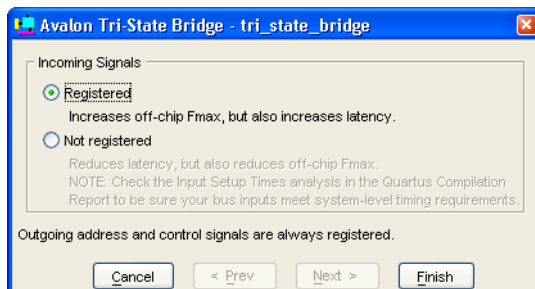 Avalon Tri-State Bridge - tri_state_bridge
Incoming Signals
Registered
Increases off-chip Fmax, but also increases latency.
Not registered
Reduces latency, but also reduces off-chip Fmax.
NOTE: Check the Input Setup Times analysis in the Quartus Compilation
Report to be sure your bus inputs meet system-level timing requirements.
Outgoing address and control signals are always registered.
Cancel < Prev Next > Finish